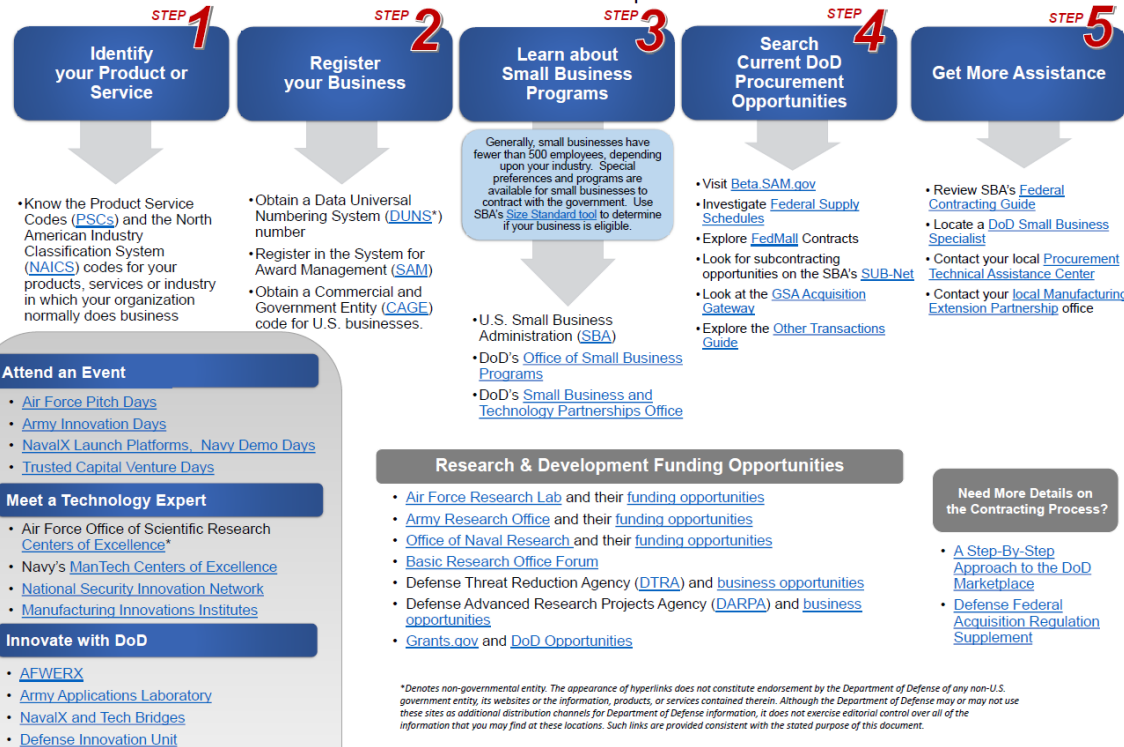 STEP 1
Identify
your Product or
Service
•Know the Product Service
Codes (PSCs) and the North
American Industry
Classification System
(NAICS) codes for your
products, services or industry
in which your organization
normally does business
STEP 2
Register
your Business
•Obtain a Data Universal
Numbering System (DUNS*)
number
•Register in the System for
Award Management (SAM)
•Obtain a Commercial and
Government Entity (CAGE)
code for U.S. businesses.
STEP 3
Learn about
Small Business
Programs
Generally, small businesses have
fewer than 500 employees, depending
upon your industry. Special
preferences and programs are
available for small businesses to
contract with the government. Use
SBA's Size Standard tool to determine
if your business is eligible.
•U.S. Small Business
Administration (SBA)
•DoD's Office of Small Business
Programs
•DoD's Small Business and
Technology Partnerships Office
STEP 4
Search
Current DoD
Procurement
Opportunities
•Visit Beta.SAM.gov
•Investigate Federal Supply
Schedules
•Explore FedMall Contracts
•Look for subcontracting
opportunities on the SBA's SUB-Net
•Look at the GSA Acquisition
Gateway
•Explore the Other Transactions
Guide
STEP 5
Get More Assistance
• Review SBA's Federal
Contracting Guide
• Locate a DoD Small Business
Specialist
• Contact your local Procurement
Technical Assistance Center
• Contact your local Manufacturing
Extension Partnership office
Attend an Event
• Air Force Pitch Days
• Army Innovation Days
• NavalX Launch Platforms, Navy Demo Days
• Trusted Capital Venture Days
Meet a Technology Expert
• Air Force Office of Scientific Research
Centers of Excellence*
• Navy's ManTech Centers of Excellence
• National Security Innovation Network
• Manufacturing Innovations Institutes
Innovate with DoD
• AFWERX
• Army Applications Laboratory
• NavalX and Tech Bridges
• Defense Innovation Unit
Research & Development Funding Opportunities
• Air Force Research Lab and their funding opportunities
• Army Research Office and their funding opportunities
• Office of Naval Research and their funding opportunities
• Basic Research Office Forum
• Defense Threat Reduction Agency (DTRA) and business opportunities
• Defense Advanced Research Projects Agency (DARPA) and business
opportunities
• Grants.gov and DoD Opportunities
Need More Details on
the Contracting Process?
• A Step-By-Step
Approach to the DoD
Marketplace
• Defense Federal
Acquisition Regulation
Supplement
*Denotes non-governmental entity. The appearance of hyperlinks does not constitute endorsement by the Department of Defense of any non-U.S.
government entity, its websites or the information, products, or services contained therein. Although the Department of Defense may or may not use
these sites as additional distribution channels for Department of Defense information, it does not exercise editorial control over all of the
information that you may find at these locations. Such links are provided consistent with the stated purpose of this document.